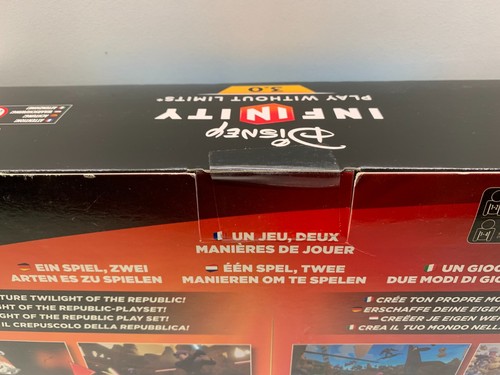 3.0
PLAY WITHOUT LIMITS
INFINITY
DISNEY
UN JEU, DEUX
MANIÈRES DE JOUER
EIN SPIEL, ZWEI
ARTEN ES ZU SPIELEN
ÉÉN SPEL, TWEE
MANIEREN OM TE SPELEN
UN GIOC
DUE MODI DI GIO
TURE TWILIGHT OF THE REPUBLIC!
GHT OF THE REPUBLIC-PLAYSET!
GHT OF THE REPUBLIC PLAY SET!
IL CREPUSCOLO DELLA REPUBBLICA!
CRÉE TON PROPRE M
ERSCHAFFE DEINE EIGEN
CREËER JE EIGEN WER
CREA IL TUO MONDO NELL